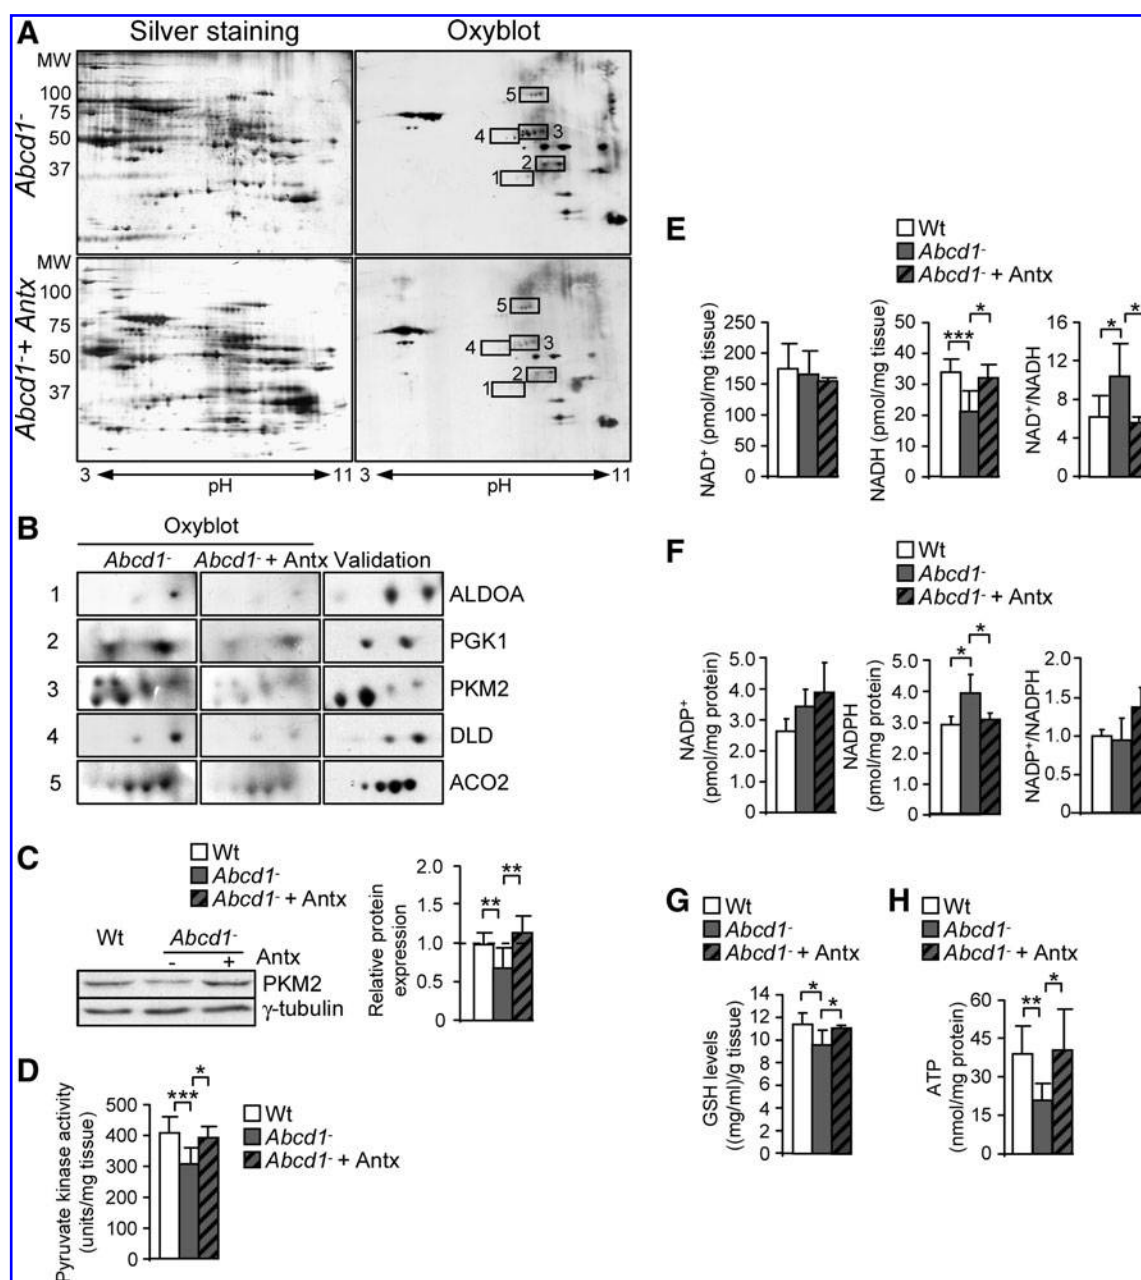 A
Silver staining Oxyblot
Abcd1-
MW
100
75
50
37
5
4 3
2
1
Abcd1- + Antx
MW
100
75
50
37
5
4 3
2
1
3 pH 11 3 pH 11
B
Oxyblot
Abcd1- Abcd1- + Antx Validation
1 ALDOA
2 PGK1
3 PKM2
4 DLD
5 ACO2
C
Wt
Abcd1-
Abcd1- + Antx
Wt Abcd1-
- + Antx
PKM2
γ-tubulin
Relative protein
expression
2.0
1.5
1.0
0.5
0
** **
D
Pyruvate kinase activity
(units/mg tissue)
500
400
300
200
100
0
*** *
Wt
Abcd1-
Abcd1- + Antx
E
Wt
Abcd1-
Abcd1- + Antx
NAD+ (pmol/mg tissue)
250
200
150
100
50
0
NADH (pmol/mg tissue)
50
40
30
20
10
0
*** *
NAD+/NADH
16
12
8
4
0
* *
F
Wt
Abcd1-
Abcd1- + Antx
NADP+
(pmol/mg protein)
5.0
4.0
3.0
2.0
1.0
0
NADPH
(pmol/mg protein)
5.0
4.0
3.0
2.0
1.0
0
* *
NADP+/NADPH
2.0
1.5
1.0
0.5
0
G
Wt
Abcd1-
Abcd1- + Antx
GSH levels
((mg/ml)/g tissue)
14
12
10
8
6
4
2
0
* *
H
Wt
Abcd1-
Abcd1- + Antx
ATP
(nmol/mg protein)
60
45
30
15
0
** *